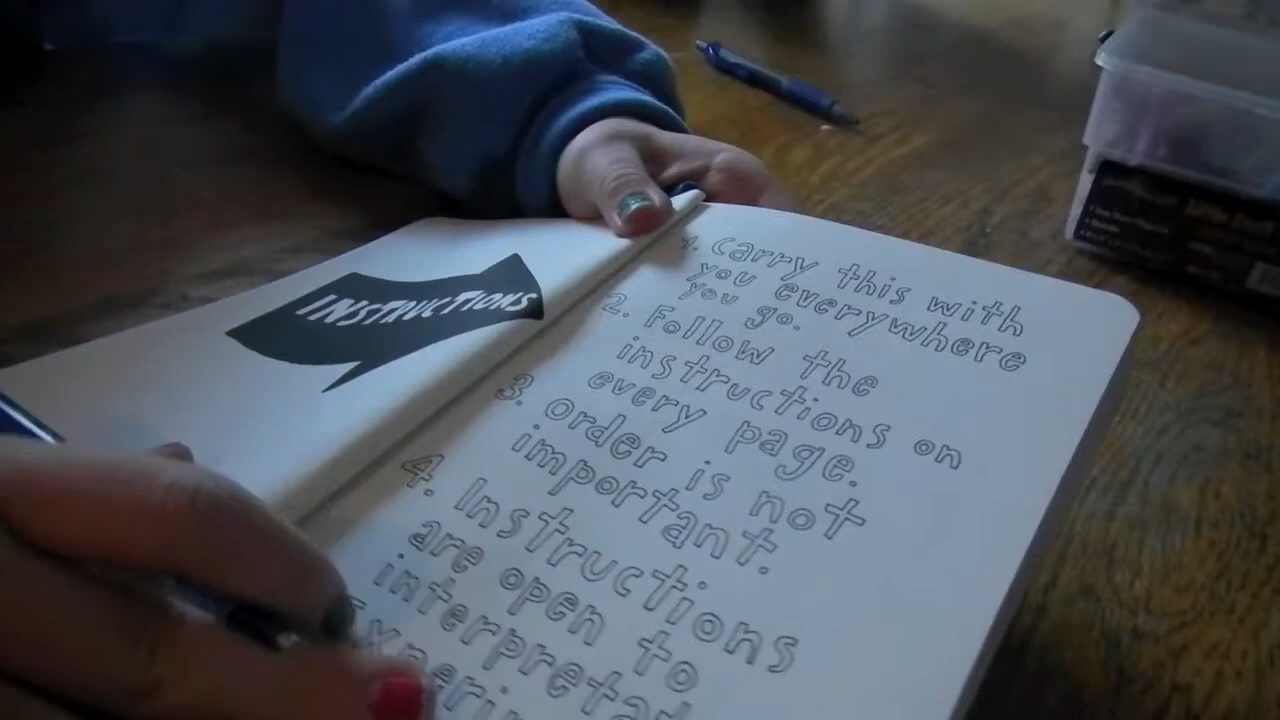 INSTRUCTIONS
1. Carry this with
you everywhere
you go.
2. Follow the
instructions on
every page.
3. Order is not
important.
4. Instructions
are open to